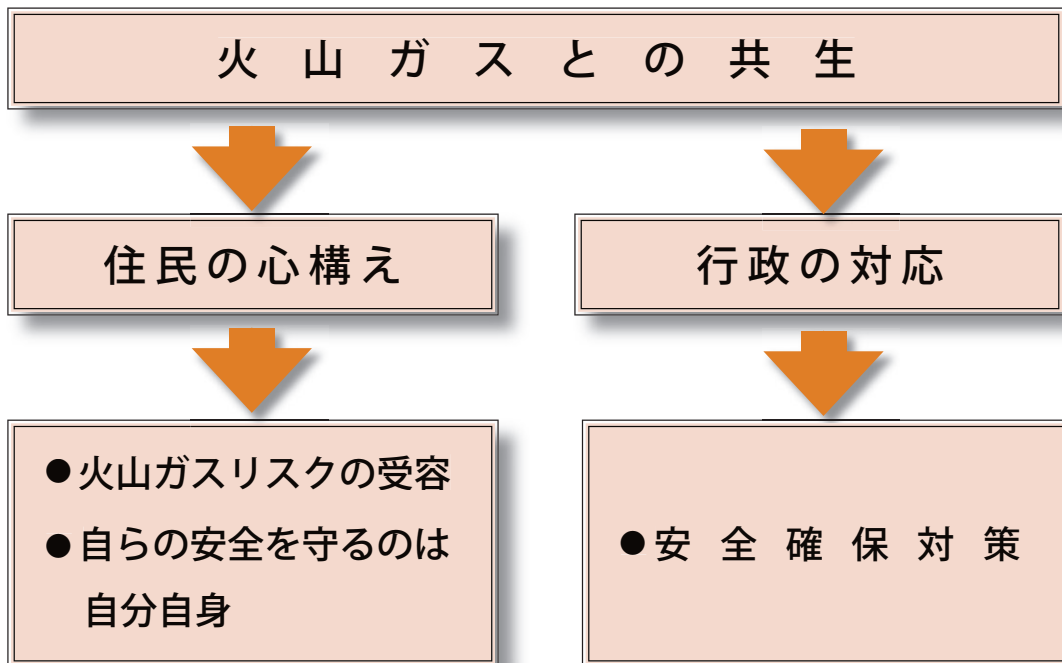 火山ガスとの共生
住民の心構え
行政の対応
●火山ガスリスクの受容
●自らの安全を守るのは
自分自身
●安全確保対策